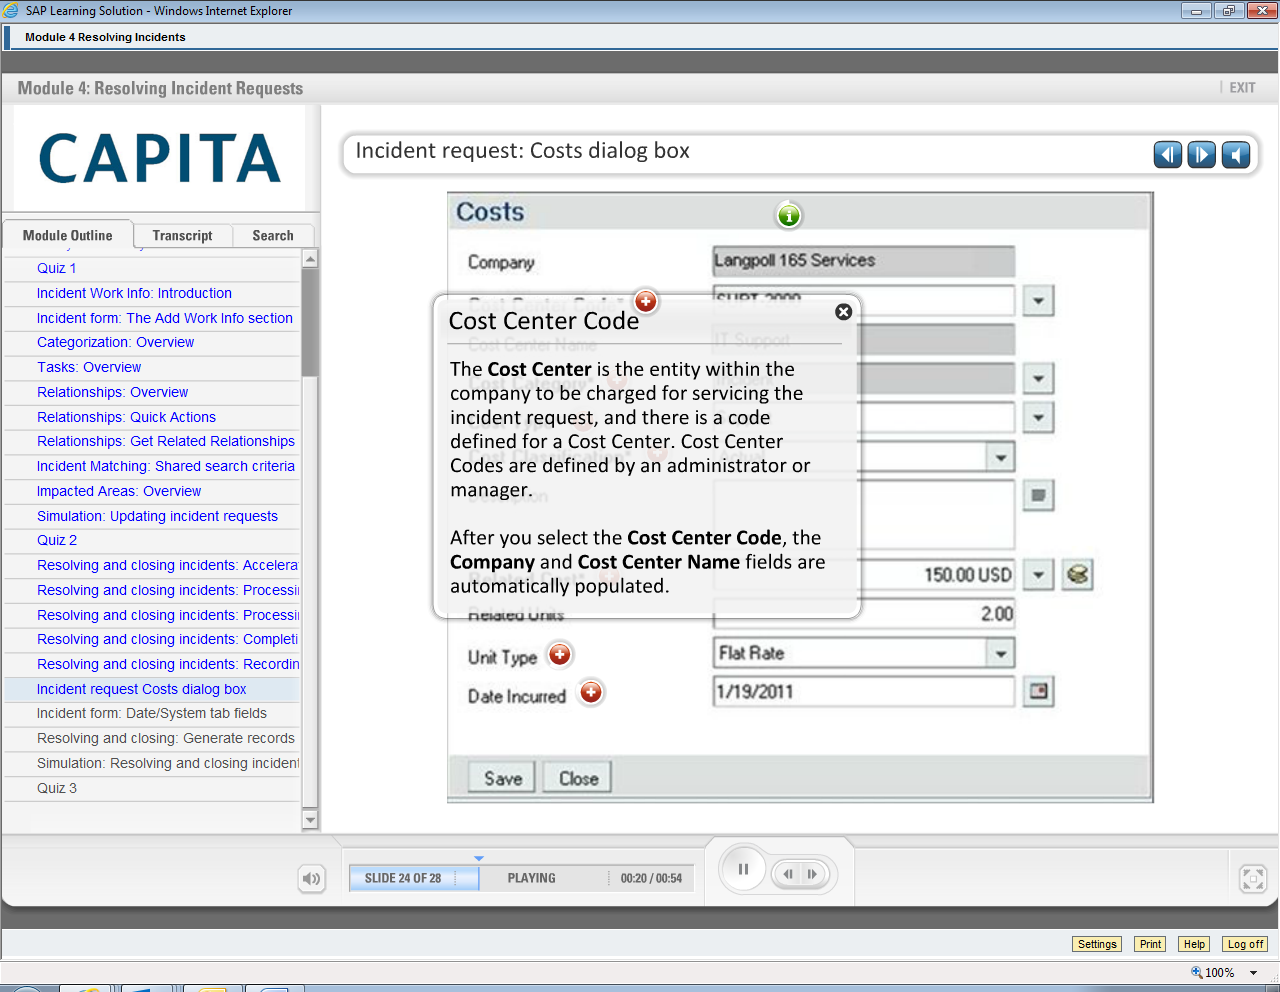 SAP Learning Solution - Windows Internet Explorer
Module 4 Resolving Incidents
Module 4: Resolving Incident Requests
EXIT
CAPITA
Module Outline
Transcript
Search
Quiz 1
Incident Work Info: Introduction
Incident form: The Add Work Info section
Categorization: Overview
Tasks: Overview
Relationships: Overview
Relationships: Quick Actions
Relationships: Get Related Relationships
Incident Matching: Shared search criteria
Impacted Areas: Overview
Simulation: Updating incident requests
Quiz 2
Resolving and closing incidents: Accelera
Resolving and closing incidents: Processi
Resolving and closing incidents: Processi
Resolving and closing incidents: Completi
Resolving and closing incidents: Recordin
Incident request Costs dialog box
Incident form: Date/System tab fields
Resolving and closing: Generate records
Simulation: Resolving and closing incident
Quiz 3
Incident request: Costs dialog box
Costs
Company
Langpoll 165 Services
Cost Center Code
Cost Center Name
IT Support
The Cost Center is the entity within the
company to be charged for servicing the
incident request, and there is a code
defined for a Cost Center. Cost Center
Codes are defined by an administrator or
manager.
After you select the Cost Center Code, the
Company and Cost Center Name fields are
automatically populated.
150.00 USD
Related Units
2.00
Unit Type
Flat Rate
Date Incurred
1/19/2011
Save
Close
SLIDE 24 OF 28
PLAYING
00:20 / 00:54
Settings
Print
Help
Log off
100%